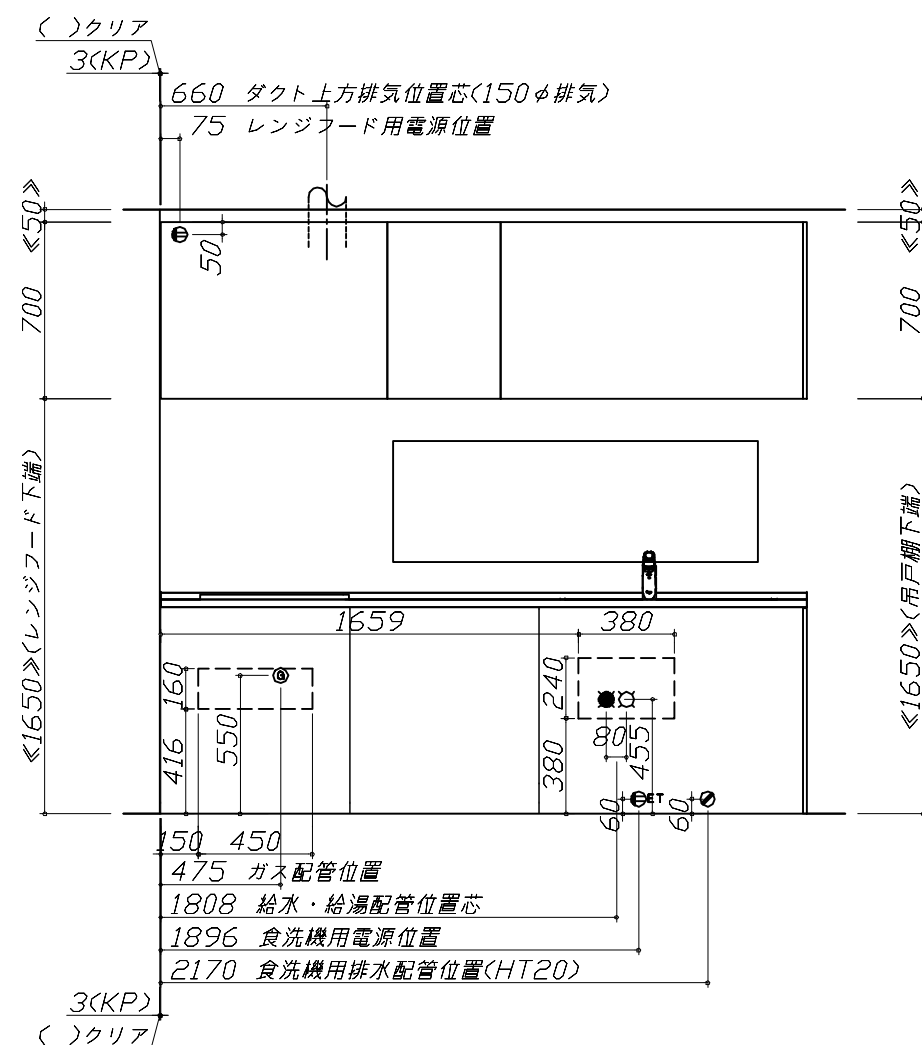 ( )クリア
3(KP)
660 ダクト上方排気位置芯(150φ排気)
75 レンジフード用電源位置
≪50≫
≪50≫
50
700
700
≪1650≫(レンジフード下端)
≪1650≫(吊戸棚下端)
1659
380
160
240
G
550
80
455
416
380
60
ET
60
150
450
475 ガス配管位置
1808 給水・給湯配管位置芯
1896 食洗機用電源位置
2170 食洗機用排水配管位置(HT20)
3(KP)
( )クリア